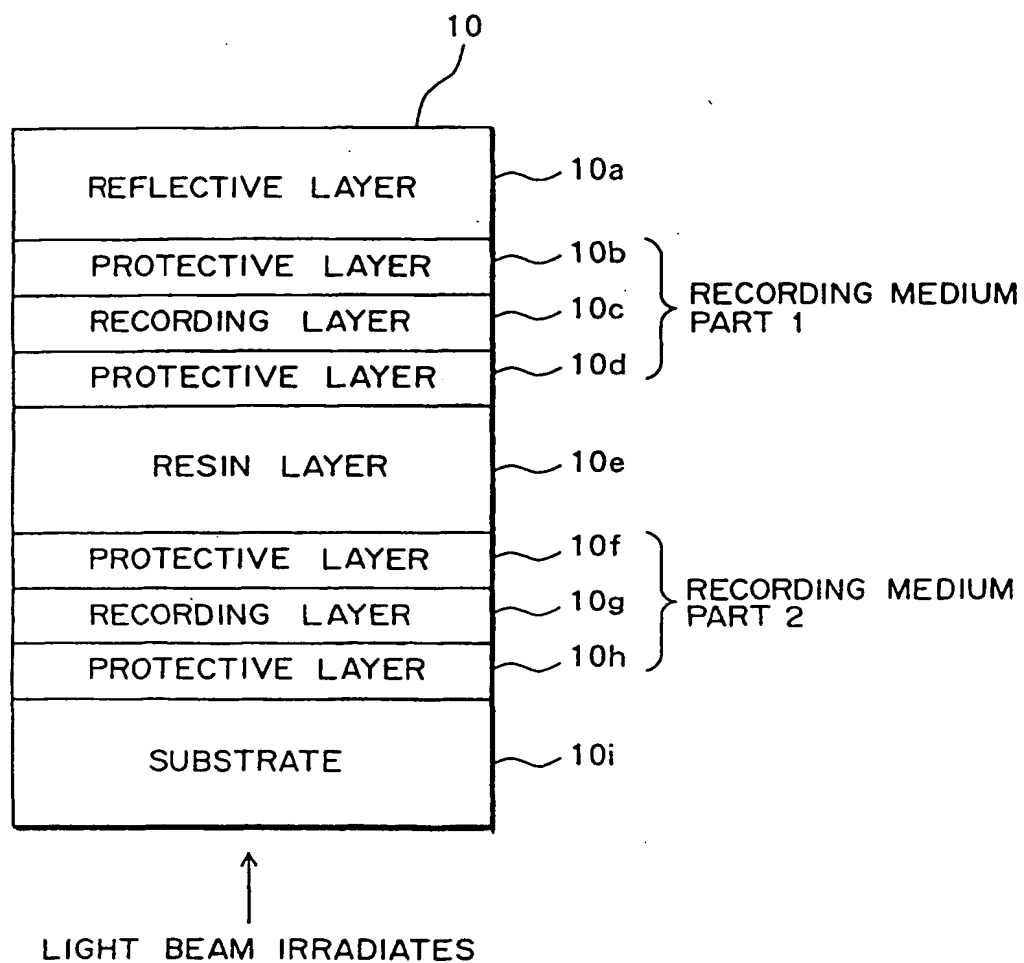 10
REFLECTIVE LAYER 10a
PROTECTIVE LAYER 10b
RECORDING LAYER 10c
PROTECTIVE LAYER 10d
RECORDING MEDIUM
PART 1
RESIN LAYER 10e
PROTECTIVE LAYER 10f
RECORDING LAYER 10g
PROTECTIVE LAYER 10h
RECORDING MEDIUM
PART 2
SUBSTRATE 10i
LIGHT BEAM IRRADIATES